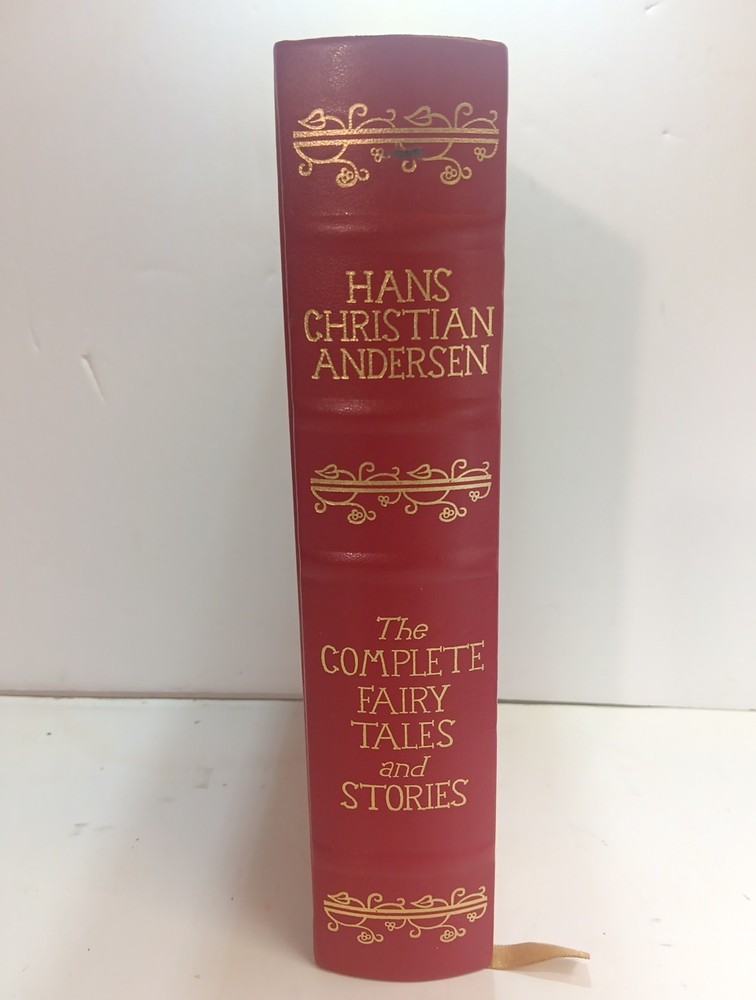 HANS
CHRISTIAN
ANDERSEN
The
COMPLETE
FAIRY
TALES
and
STORIES